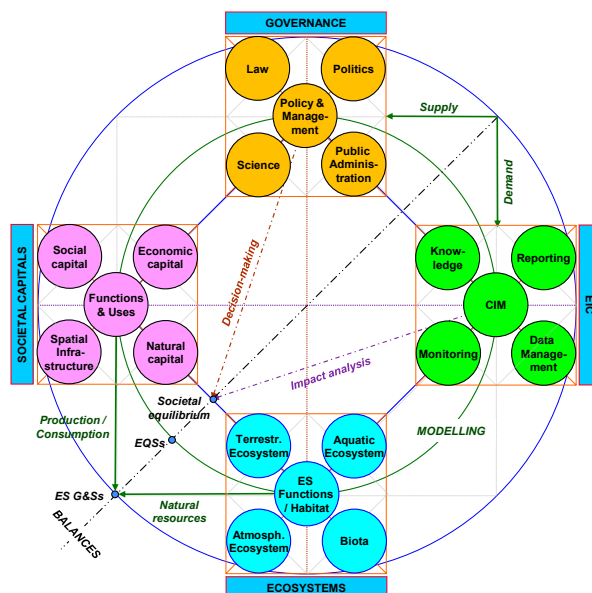 GOVERNANCE
Law
Politics
Policy &
Manage-
ment
Science
Public
Adminis-
tration
Supply
Demand
SOCIETAL CAPITALS
Social
capital
Economic
capital
Functions
& Uses
Spatial
Infra-
structure
Natural
capital
Decision-making
Know-
ledge
Reporting
CIM
Monitoring
Data
Manage-
ment
EIC
Impact analysis
Societal
equilibrium
Production /
Consumption
EQSs
MODELLING
Terrestr.
Ecosystem
Aquatic
Ecosystem
ES
Functions
/ Habitat
ES G&Ss
Natural
resources
BALANCES
Atmosph.
Ecosystem
Biota
ECOSYSTEMS